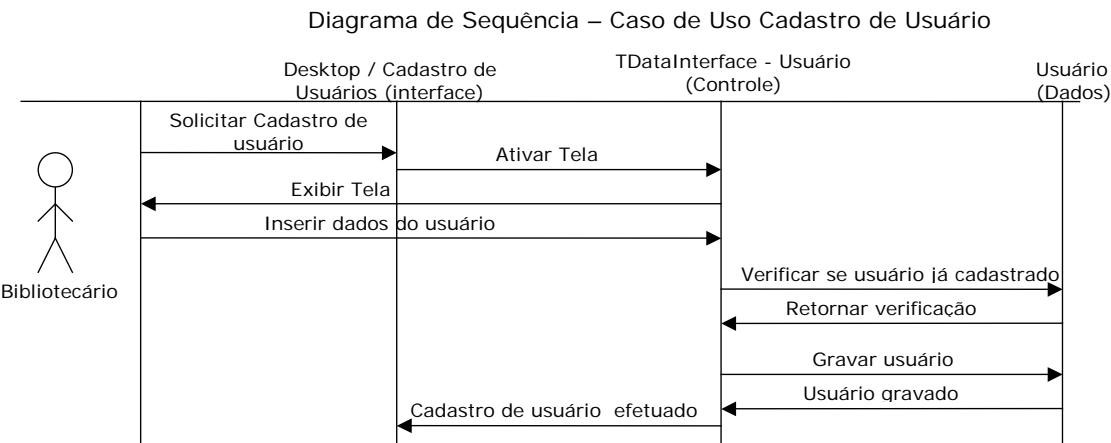 Diagrama de Sequência – Caso de Uso Cadastro de Usuário
Desktop / Cadastro de
Usuários (interface)
TDataInterface - Usuário
(Controle)
Usuário
(Dados)
Solicitar Cadastro de
usuário
Ativar Tela
Exibir Tela
Inserir dados do usuário
Bibliotecário
Verificar se usuário já cadastrado
Retornar verificação
Gravar usuário
Usuário gravado
Cadastro de usuário efetuado